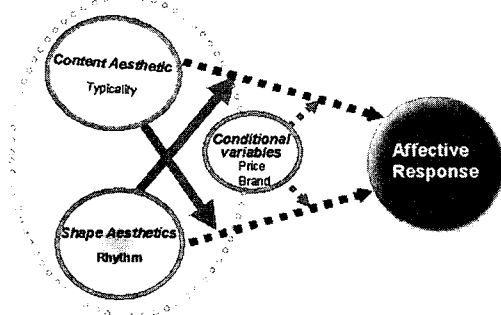 Content Aesthetic
Typicality
Conditional
variables
Price
Brand
Affective
Response
Shape Aesthetics
Rhythm